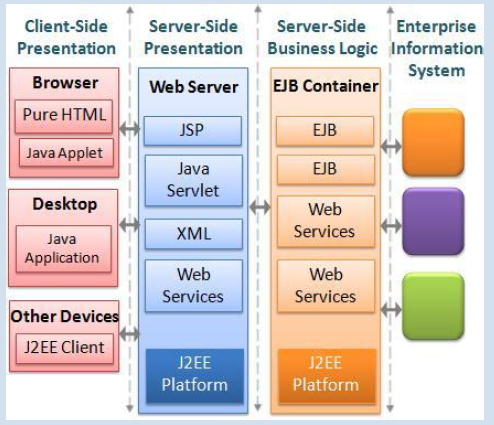 Client-Side
Presentation
Server-Side
Presentation
Server-Side
Business Logic
Enterprise
Information
System
Browser
Pure HTML
Java Applet
Desktop
Java
Application
Other Devices
J2EE Client
Web Server
JSP
Java
Servlet
XML
Web
Services
J2EE
Platform
EJB Container
EJB
EJB
Web
Services
Web
Services
J2EE
Platform